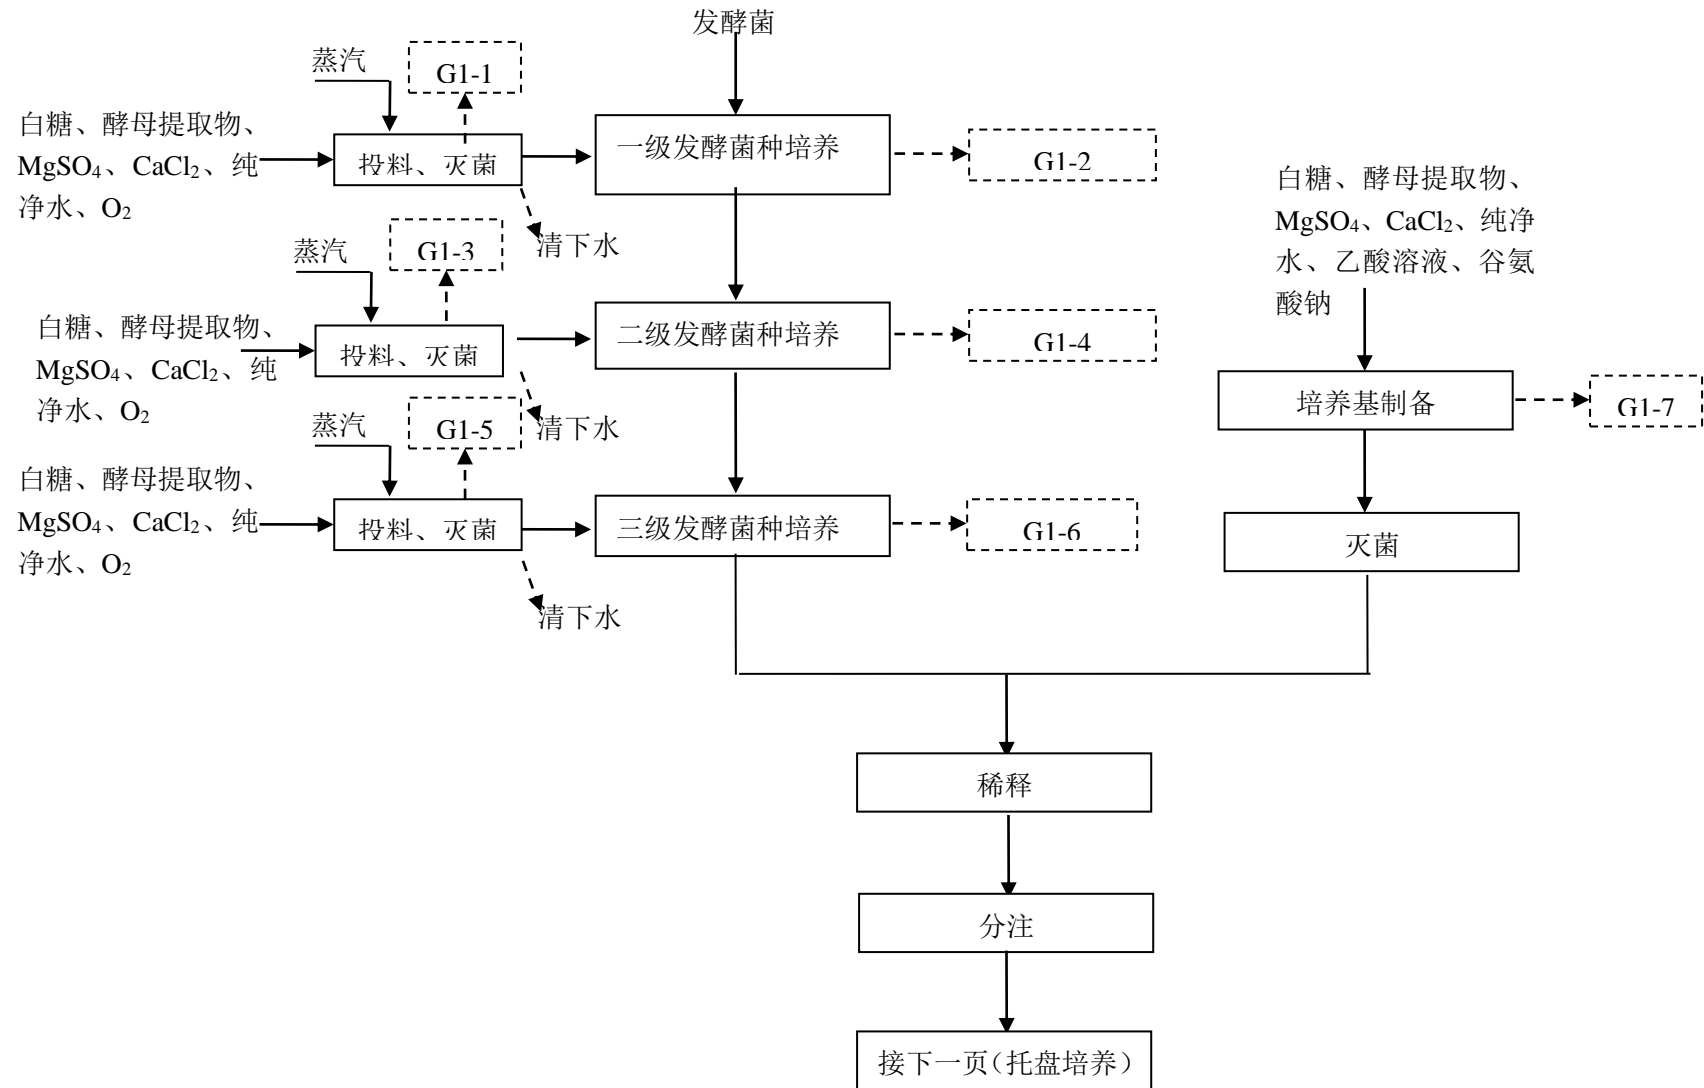 发酵菌
蒸汽
G1-1
白糖、酵母提取物、
MgSO4、CaCl2、纯
净水、O2
投料、灭菌
一级发酵菌种培养
G1-2
清下水
蒸汽
G1-3
白糖、酵母提取物、
MgSO4、CaCl2、纯
净水、O2
投料、灭菌
二级发酵菌种培养
G1-4
清下水
蒸汽
G1-5
白糖、酵母提取物、
MgSO4、CaCl2、纯
净水、O2
投料、灭菌
三级发酵菌种培养
G1-6
清下水
白糖、酵母提取物、
MgSO4、CaCl2、纯净
水、乙酸溶液、谷氨
酸钠
培养基制备
G1-7
灭菌
稀释
分注
接下一页（托盘培养）